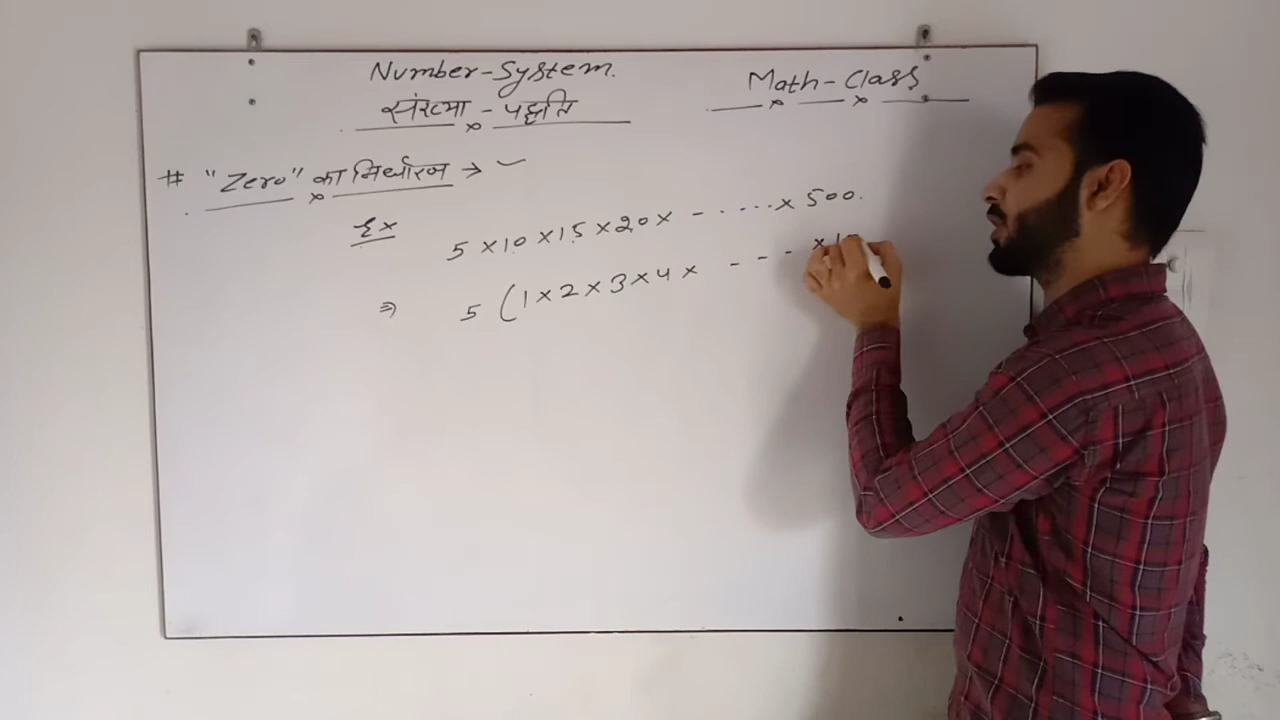 Number-System.
संख्या - पद्धति
Math-Class
# "Zero" का निर्धारण →
Ex
5 × 10 × 15 × 20 × - ..... × 500.
⇒ 5 (1 × 2 × 3 × 4 × - - - × 1